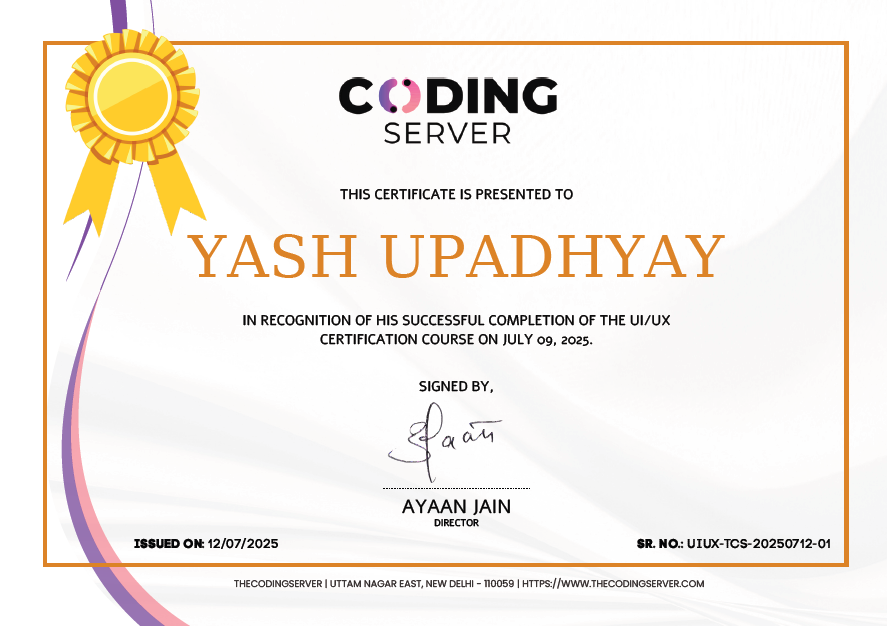 CODING
SERVER
THIS CERTIFICATE IS PRESENTED TO
YASH UPADHYAY
IN RECOGNITION OF HIS SUCCESSFUL COMPLETION OF THE UI/UX
CERTIFICATION COURSE ON JULY 09, 2025.
SIGNED BY,
AYAAN JAIN
DIRECTOR
ISSUED ON: 12/07/2025
SR. NO.: UIUX-TCS-20250712-01
THECODINGSERVER | UTTAM NAGAR EAST, NEW DELHI - 110059 | HTTPS://WWW.THECODINGSERVER.COM